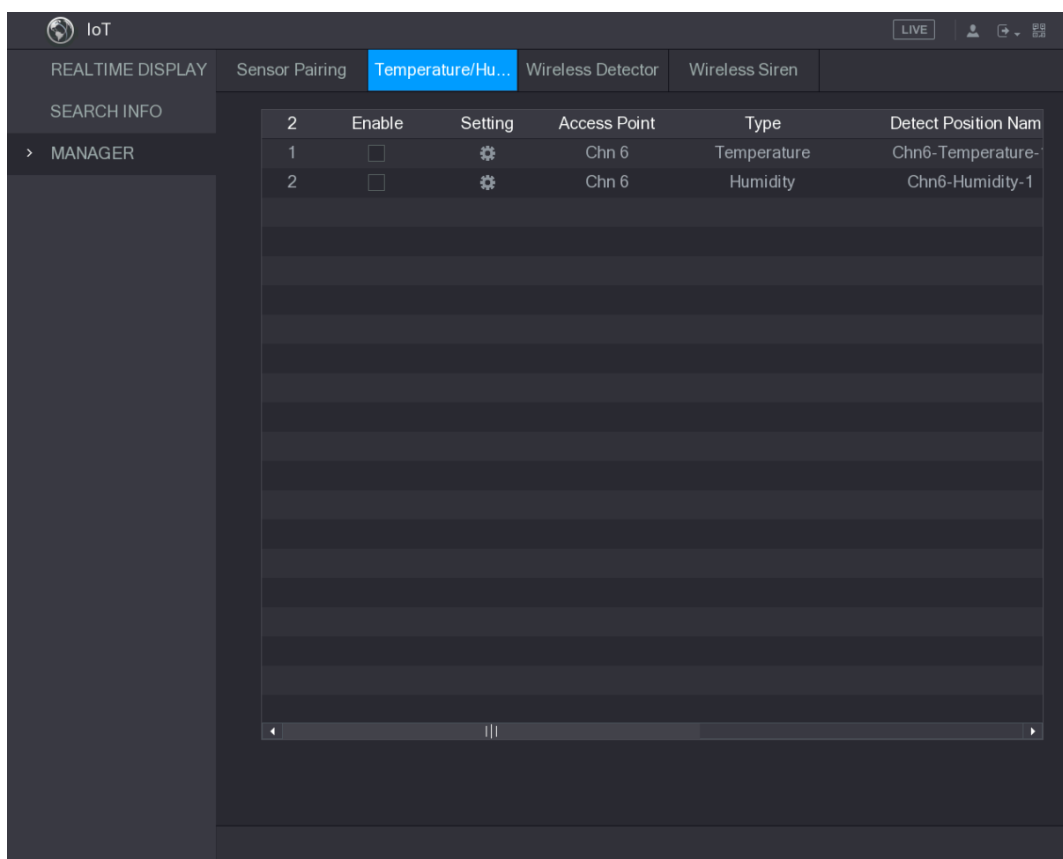 IoT
LIVE
REALTIME DISPLAY
SEARCH INFO
MANAGER
Sensor Pairing Temperature/Hu... Wireless Detector Wireless Siren
2 Enable Setting Access Point Type Detect Position Nam
1 Chn 6 Temperature Chn6-Temperature-1
2 Chn 6 Humidity Chn6-Humidity-1